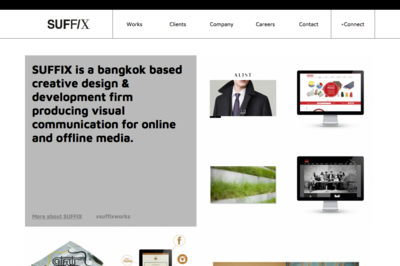 SUFFIX
Works
Clients
Company
Careers
Contact
+Connect
SUFFIX is a bangkok based
creative design &
development firm
producing visual
communication for online
and offline media.
More about SUFFIX
#suffixworks
ALIST